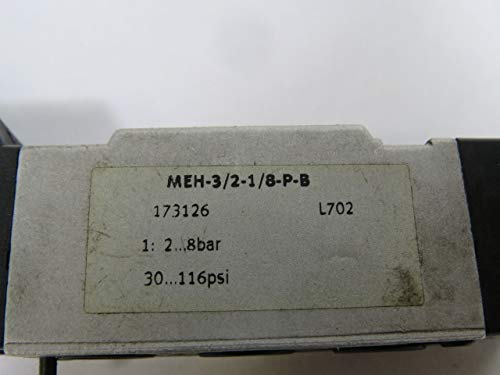 MEH-3/2-1/8-P-B
173126 L702
1: 2...8bar
30...116psi